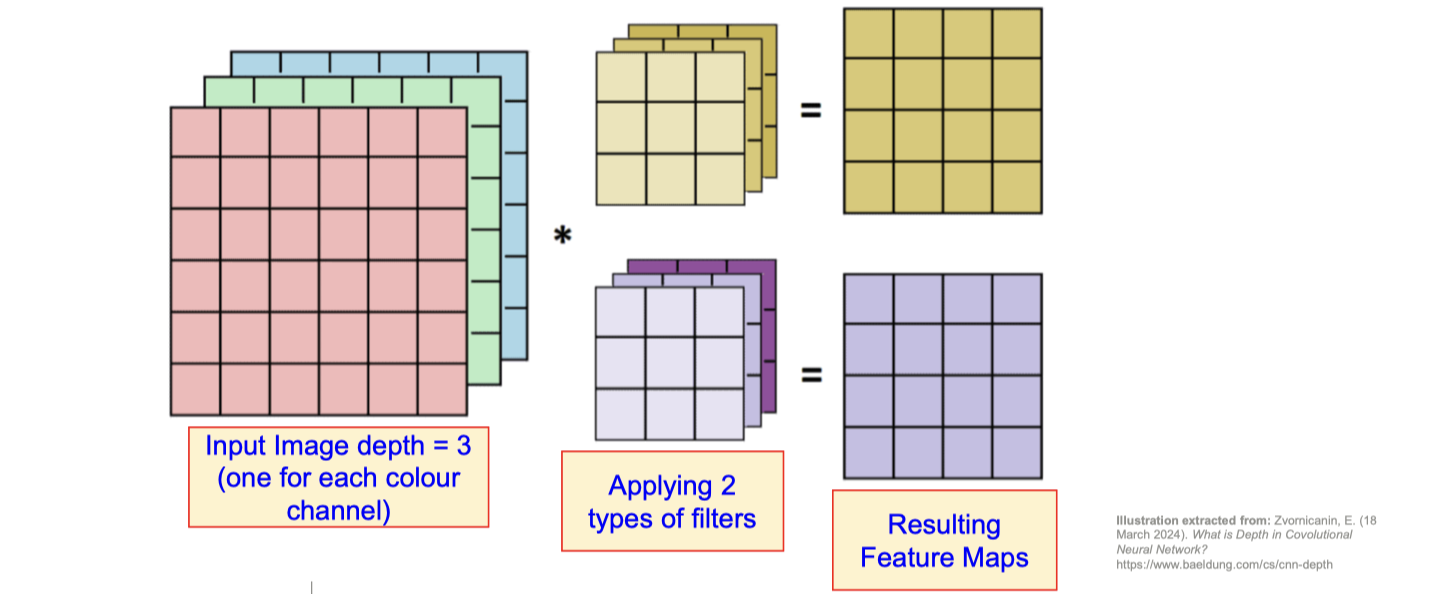 *
=
=
Input Image depth = 3
(one for each colour
channel)
Applying 2
types of filters
Resulting
Feature Maps
Illustration extracted from: Zvornicanin, E. (18
March 2024). What is Depth in Covolutional
Neural Network?
https://www.baeldung.com/cs/cnn-depth